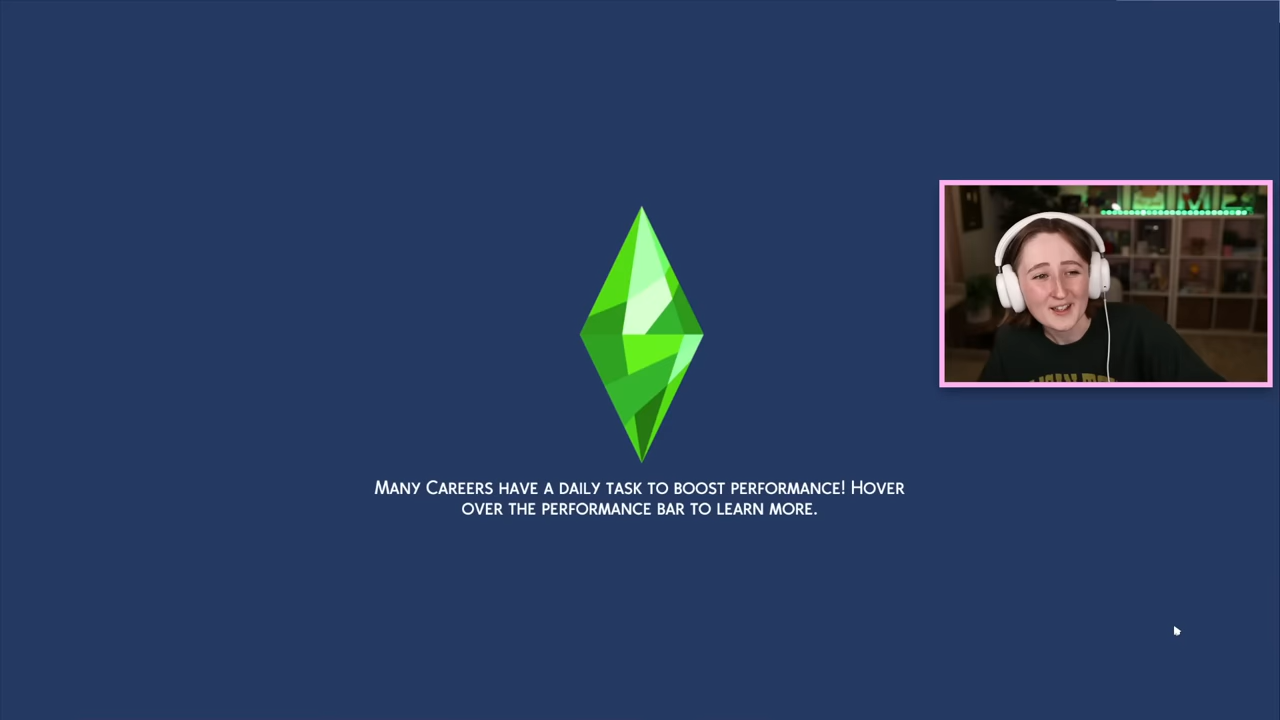 Many Careers have a daily task to boost performance! Hover
over the performance bar to learn more.